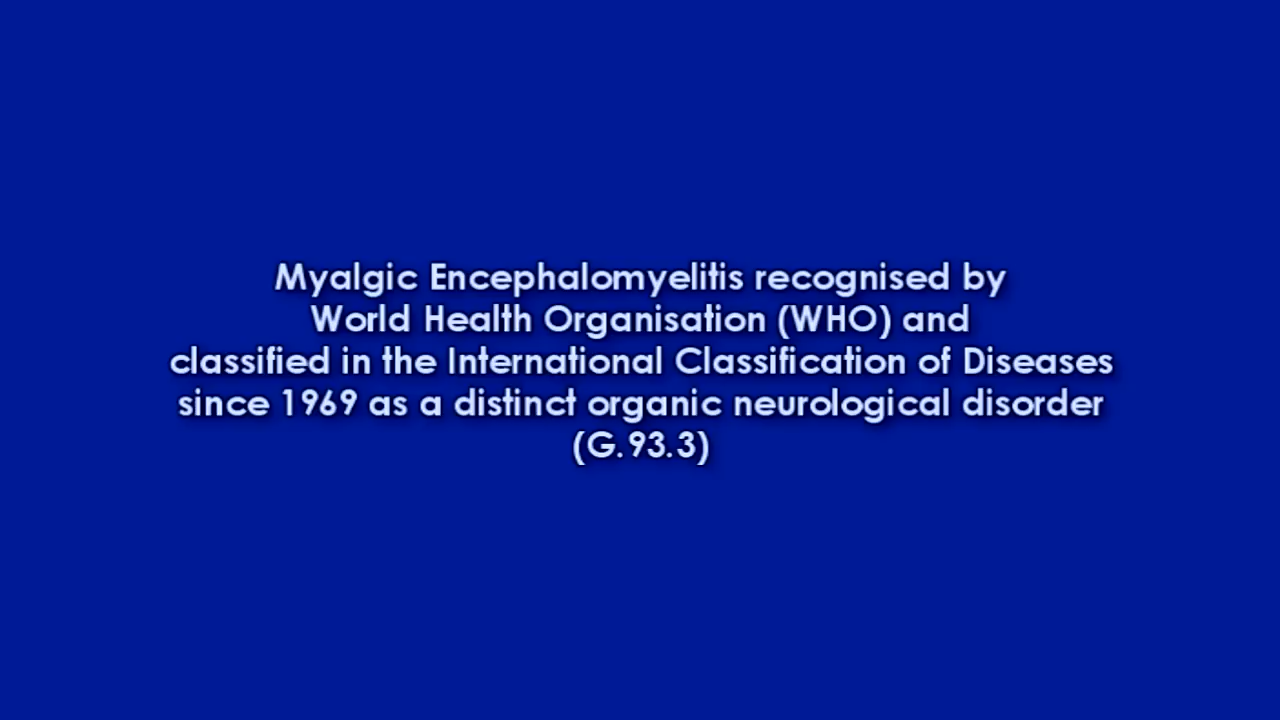 Myalgic Encephalomyelitis recognised by
World Health Organisation (WHO) and
classified in the International Classification of Diseases
since 1969 as a distinct organic neurological disorder
(G.93.3)